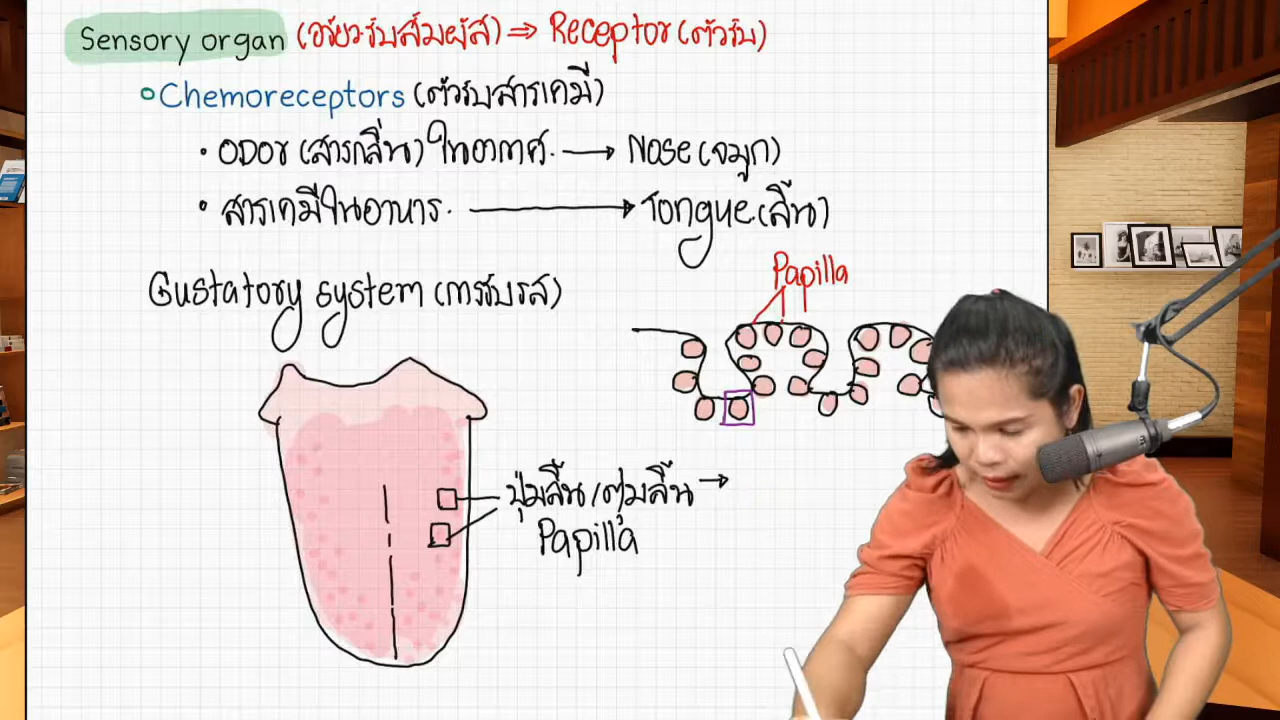 Sensory organ (อวัยวะรับสัมผัส) ⇒ Receptor (ตัวรับ)
Chemoreceptors (ตัวรับสารเคมี)
• ODOR (สารกลิ่น) ในอากาศ → Nose (จมูก)
• สารเคมีในอาหาร → Tongue (ลิ้น)
Papilla
Gustatory system (การรับรส)
ปุ่มลิ้น/ตุ่มลิ้น →
Papilla